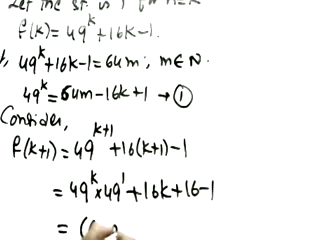 Let the st. is T for n=k
f(k)=49^k+16k-1.
49^k+16k-1=64m; m∈N.
49^k=64m-16k+1 → ①
Consider,
f(k+1)=49^{k+1}+16(k+1)-1
=49^k×49^1+16k+16-1
= (